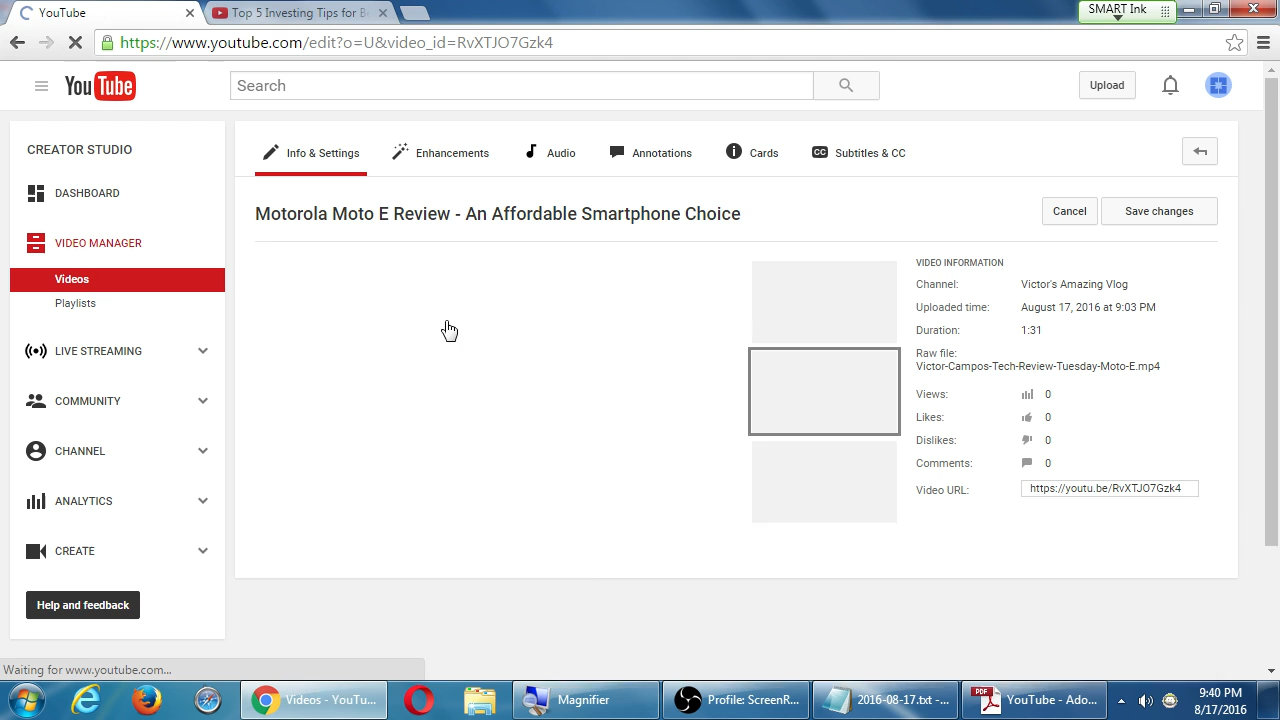 YouTube
Top 5 Investing Tips for Be
SMART Ink
https://www.youtube.com/edit?o=U&video_id=RvXTJO7Gzk4
YouTube
Search
Upload
CREATOR STUDIO
DASHBOARD
VIDEO MANAGER
Videos
Playlists
LIVE STREAMING
COMMUNITY
CHANNEL
ANALYTICS
CREATE
Help and feedback
Info & Settings
Enhancements
Audio
Annotations
Cards
CC
Subtitles & CC
Motorola Moto E Review - An Affordable Smartphone Choice
Cancel
Save changes
VIDEO INFORMATION
Channel: Victor's Amazing Vlog
Uploaded time: August 17, 2016 at 9:03 PM
Duration: 1:31
Raw file:
Victor-Campos-Tech-Review-Tuesday-Moto-E.mp4
Views: 0
Likes: 0
Dislikes: 0
Comments: 0
Video URL: https://youtu.be/RvXTJO7Gzk4
Waiting for www.youtube.com...
Videos - YouTu...
Magnifier
Profile: ScreenR...
2016-08-17.txt -...
PDF
YouTube - Ado...
9:40 PM
8/17/2016